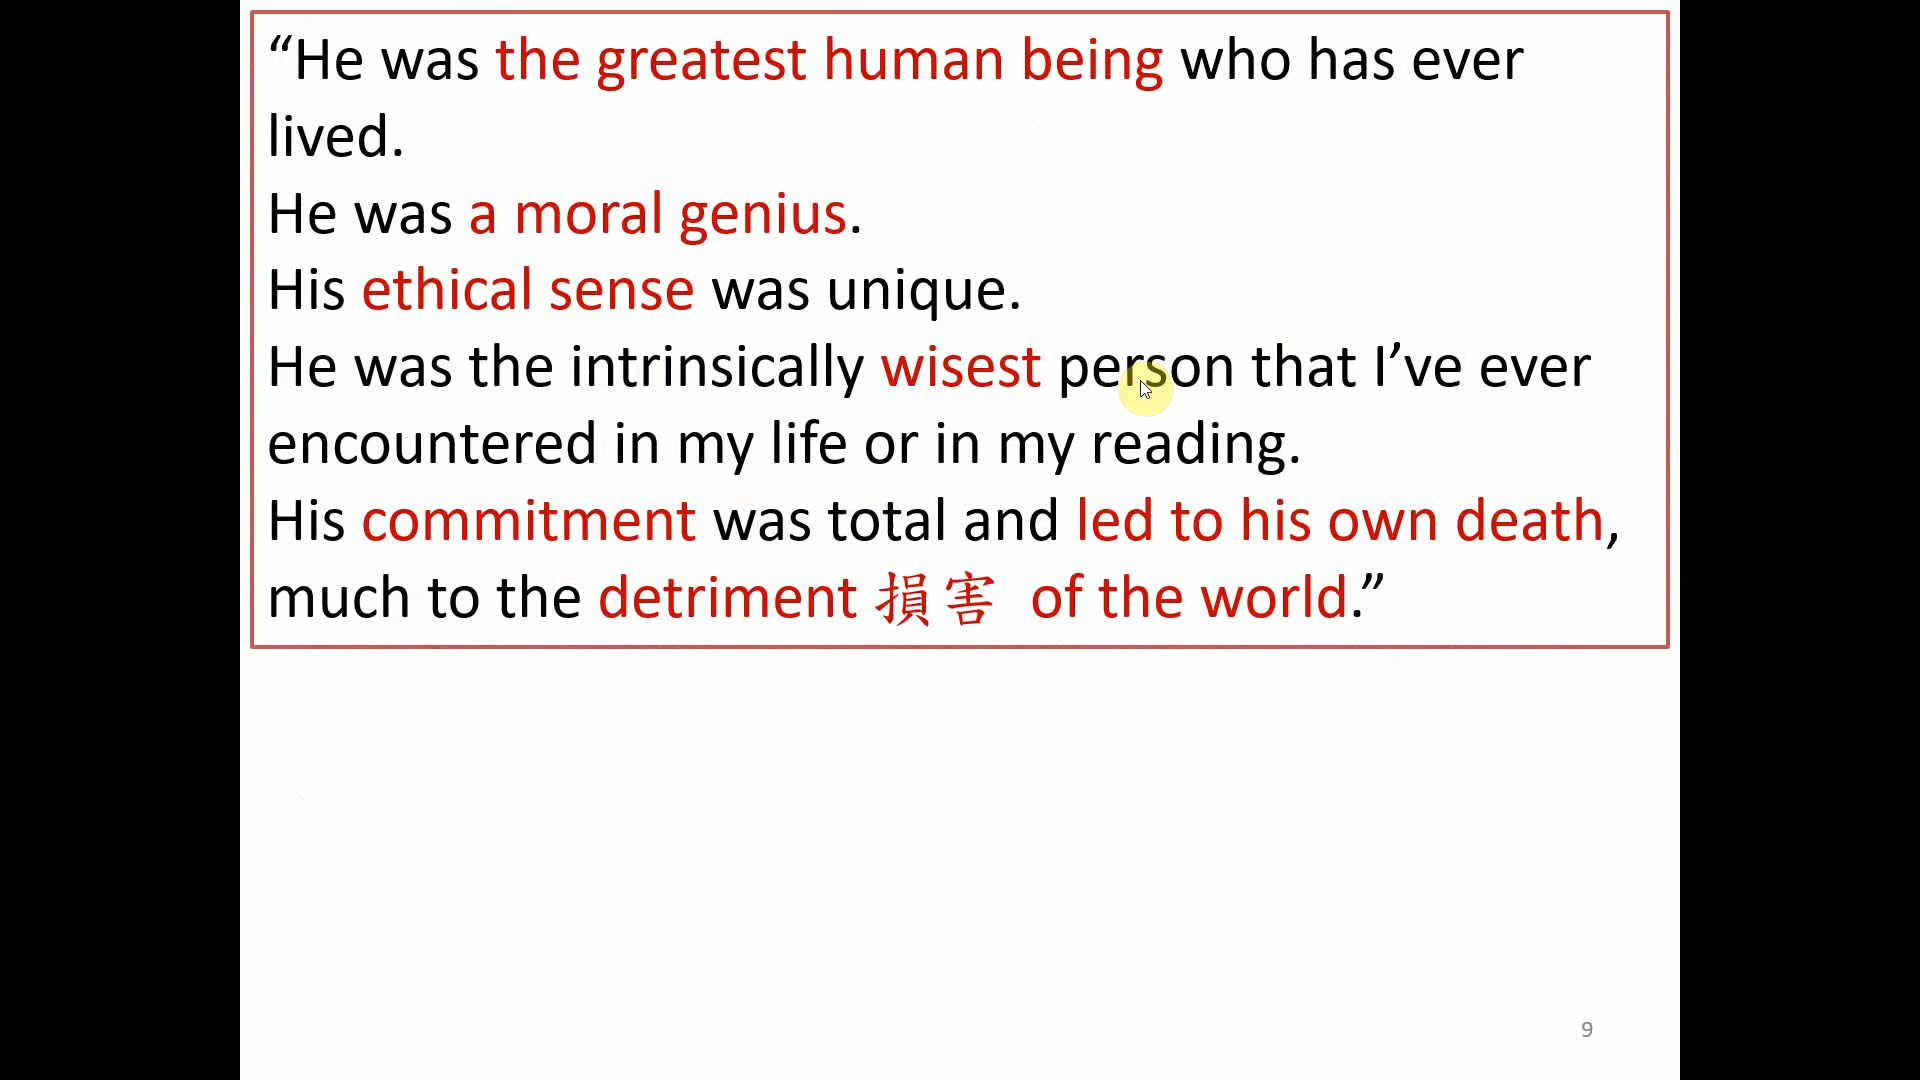 “He was the greatest human being who has ever
lived.
He was a moral genius.
His ethical sense was unique.
He was the intrinsically wisest person that I’ve ever
encountered in my life or in my reading.
His commitment was total and led to his own death,
much to the detriment 損害 of the world.”
9